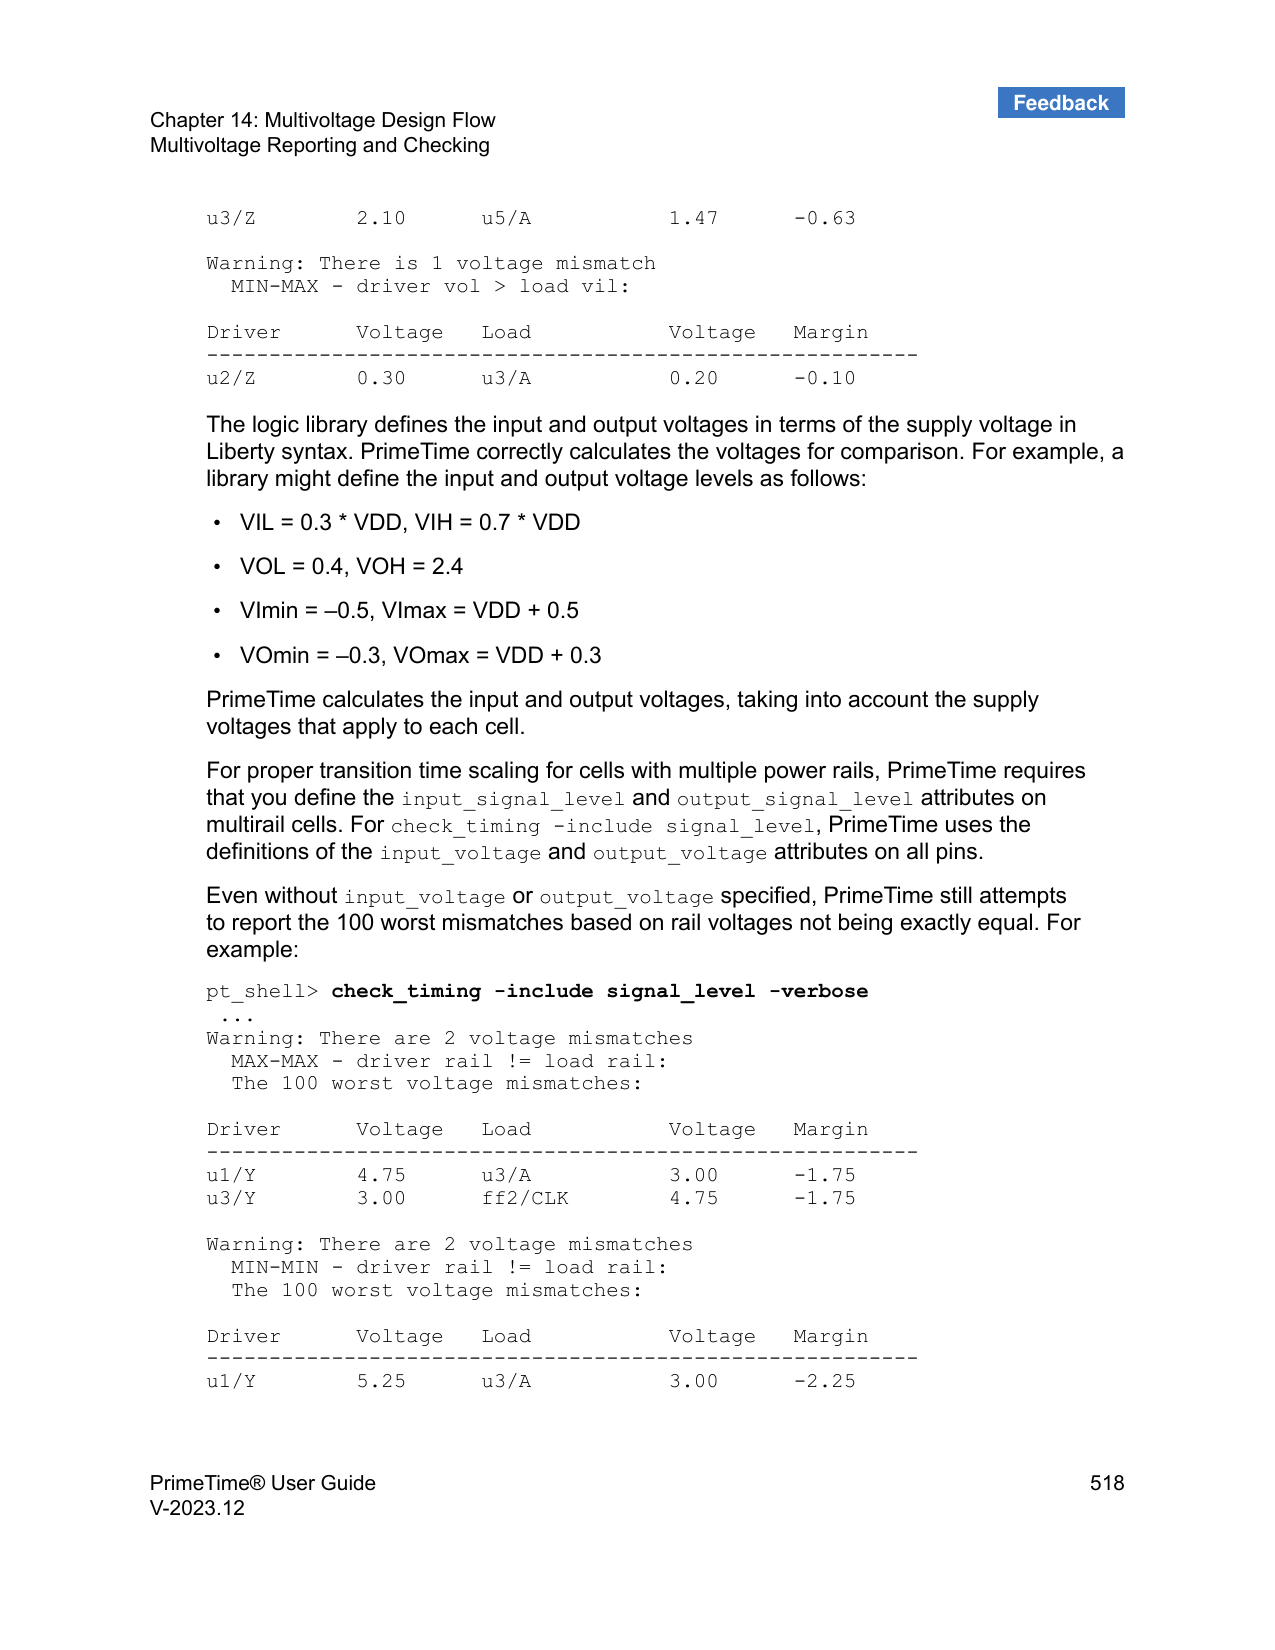 Feedback
Chapter 14: Multivoltage Design Flow
Multivoltage Reporting and Checking
u3/Z        2.10      u5/A           1.47      -0.63
Warning: There is 1 voltage mismatch
  MIN-MAX - driver vol > load vil:
Driver      Voltage   Load           Voltage   Margin
---------------------------------------------------------
u2/Z        0.30      u3/A           0.20      -0.10
The logic library defines the input and output voltages in terms of the supply voltage in
Liberty syntax. PrimeTime correctly calculates the voltages for comparison. For example, a
library might define the input and output voltage levels as follows:
• VIL = 0.3 * VDD, VIH = 0.7 * VDD
• VOL = 0.4, VOH = 2.4
• VImin = –0.5, VImax = VDD + 0.5
• VOmin = –0.3, VOmax = VDD + 0.3
PrimeTime calculates the input and output voltages, taking into account the supply
voltages that apply to each cell.
For proper transition time scaling for cells with multiple power rails, PrimeTime requires
that you define the input_signal_level and output_signal_level attributes on
multirail cells. For check_timing -include signal_level, PrimeTime uses the
definitions of the input_voltage and output_voltage attributes on all pins.
Even without input_voltage or output_voltage specified, PrimeTime still attempts
to report the 100 worst mismatches based on rail voltages not being exactly equal. For
example:
pt_shell> check_timing -include signal_level -verbose
 ...
Warning: There are 2 voltage mismatches
  MAX-MAX - driver rail != load rail:
  The 100 worst voltage mismatches:
Driver      Voltage   Load           Voltage   Margin
---------------------------------------------------------
u1/Y        4.75      u3/A           3.00      -1.75
u3/Y        3.00      ff2/CLK        4.75      -1.75
Warning: There are 2 voltage mismatches
  MIN-MIN - driver rail != load rail:
  The 100 worst voltage mismatches:
Driver      Voltage   Load           Voltage   Margin
---------------------------------------------------------
u1/Y        5.25      u3/A           3.00      -2.25
PrimeTime® User Guide 518
V-2023.12